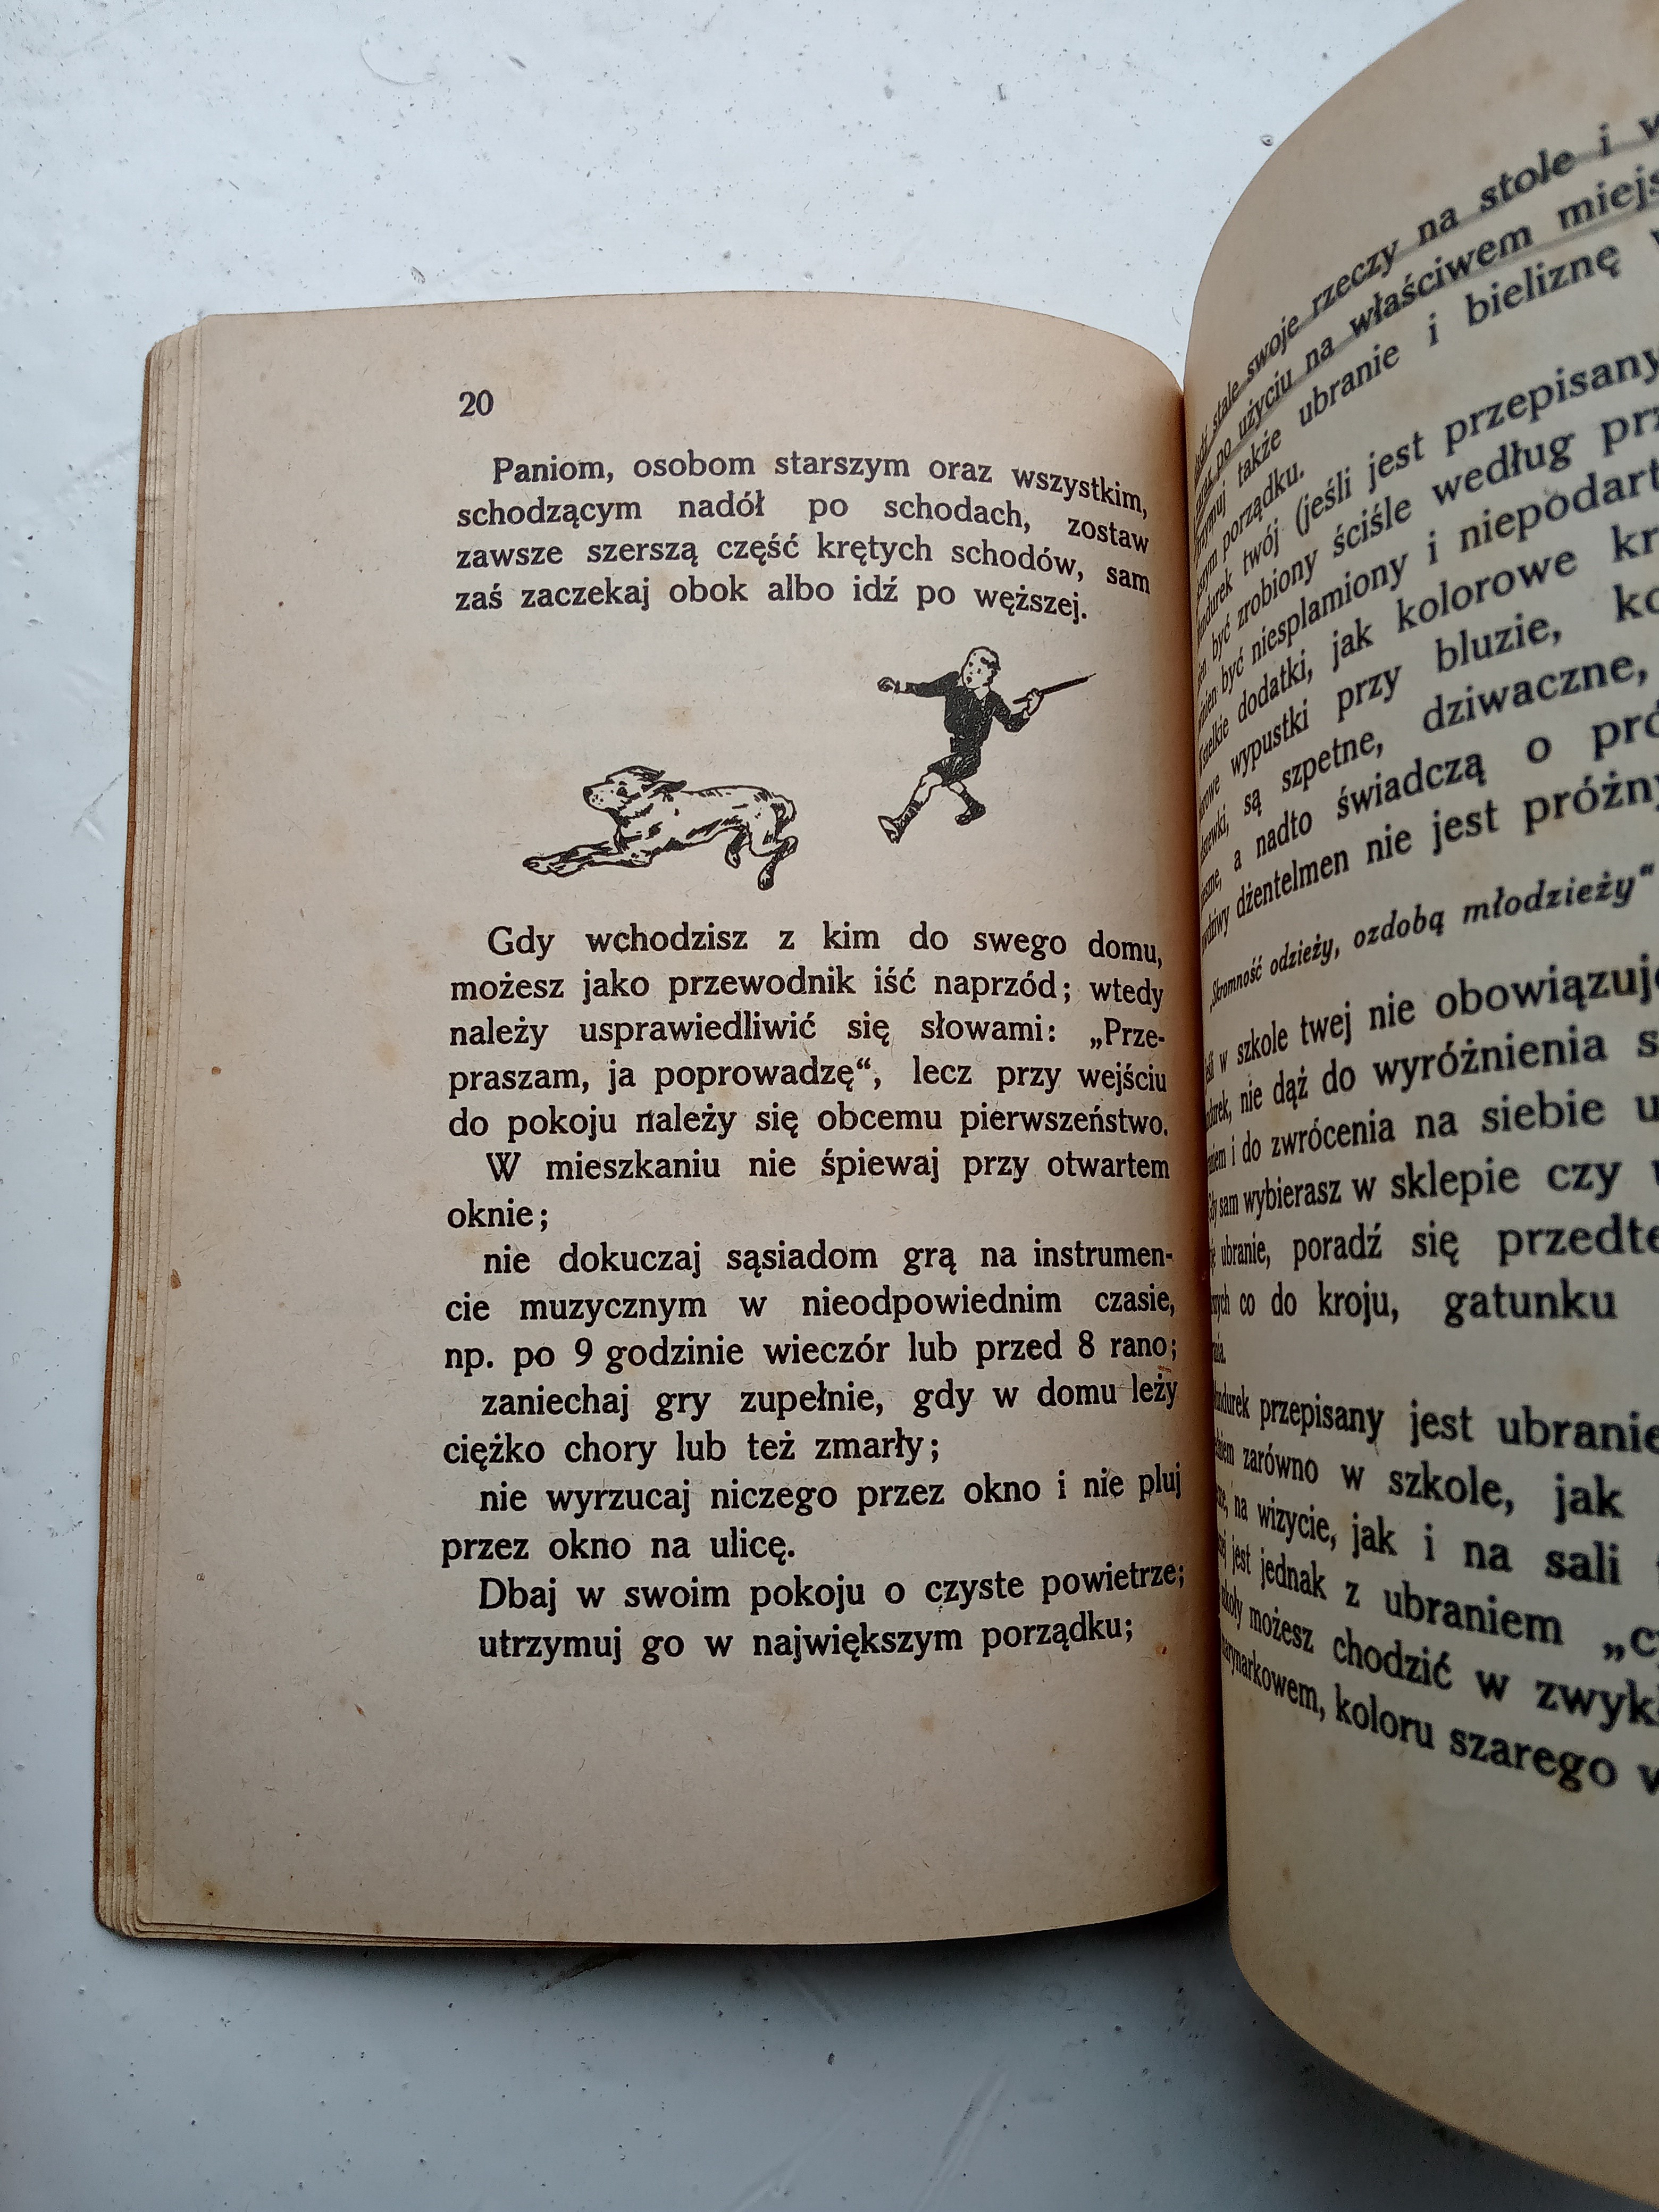 20
Paniom, osobom starszym oraz wszystkim,
schodzącym nadół po schodach, zostaw
zawsze szerszą część krętych schodów, sam
zaś zaczekaj obok albo idź po węższej.
Gdy wchodzisz z kim do swego domu,
możesz jako przewodnik iść naprzód; wtedy
należy usprawiedliwić się słowami: „Prze-
praszam, ja poprowadzę“, lecz przy wejściu
do pokoju należy się obcemu pierwszeństwo.
W mieszkaniu nie śpiewaj przy otwartem
oknie;
nie dokuczaj sąsiadom grą na instrumen-
cie muzycznym w nieodpowiednim czasie,
np. po 9 godzinie wieczór lub przed 8 rano;
zaniechaj gry zupełnie, gdy w domu leży
ciężko chory lub też zmarły;
nie wyrzucaj niczego przez okno i nie pluj
przez okno na ulicę.
Dbaj w swoim pokoju o czyste powietrze;
utrzymuj go w największym porządku;
stale swoje rzeczy na stole i
po użyciu na właściwem
także ubranie i bieliznę
porządku.
twój (jeśli jest przepisany
być zrobiony ściśle według
być niesplamiony i
dodatki, jak kolorowe
wypustki przy bluzie,
są szpetne, dziwaczne,
a nadto świadczą o
dżentelmen nie jest
„Skromność odzieży, ozdobą młodzieży“
w szkole twej nie
nie dąż do wyróżnienia
i do zwrócenia na siebie
sam wybierasz w sklepie czy
ubranie, poradź się
co do kroju, gatunku
przepisany jest
zarówno w szkole, jak
na wizycie, jak i na sali
jest jednak z ubraniem
możesz chodzić w
koloru szarego